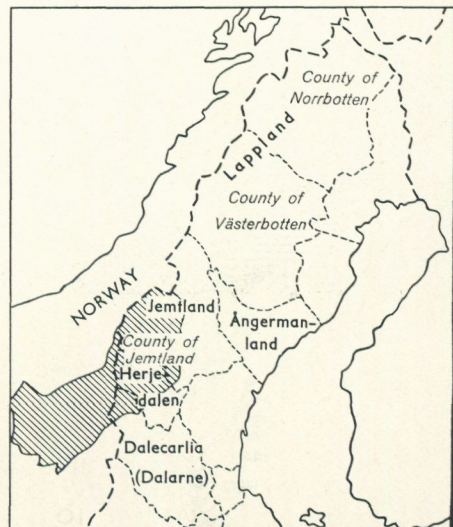 County of
Norrbotten
Lappland
County of
Västerbotten
NORWAY
Jemtland
Ångerman-
land
County of
Jemtland
Herje-
dalen
Dalecarlia
(Dalarne)